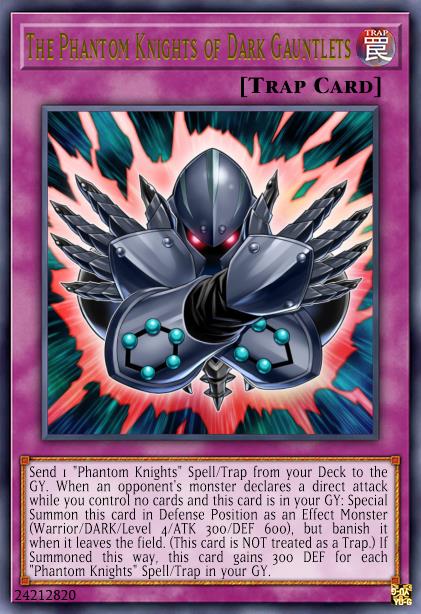 The Phantom Knights of Dark Gauntlets
TRAP
罠
[Trap Card]
Send 1 "Phantom Knights" Spell/Trap from your Deck to the
GY. When an opponent's monster declares a direct attack
while you control no cards and this card is in your GY: Special
Summon this card in Defense Position as an Effect Monster
(Warrior/DARK/Level 4/ATK 300/DEF 600), but banish it
when it leaves the field. (This card is NOT treated as a Trap.) If
Summoned this way, this card gains 300 DEF for each
"Phantom Knights" Spell/Trap in your GY.
24212820